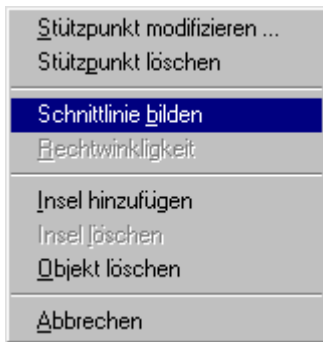 Stützpunkt modifizieren ...
Stützpunkt löschen
Schnittlinie bilden
Rechtwinkligkeit
Insel hinzufügen
Insel löschen
Objekt löschen
Abbrechen